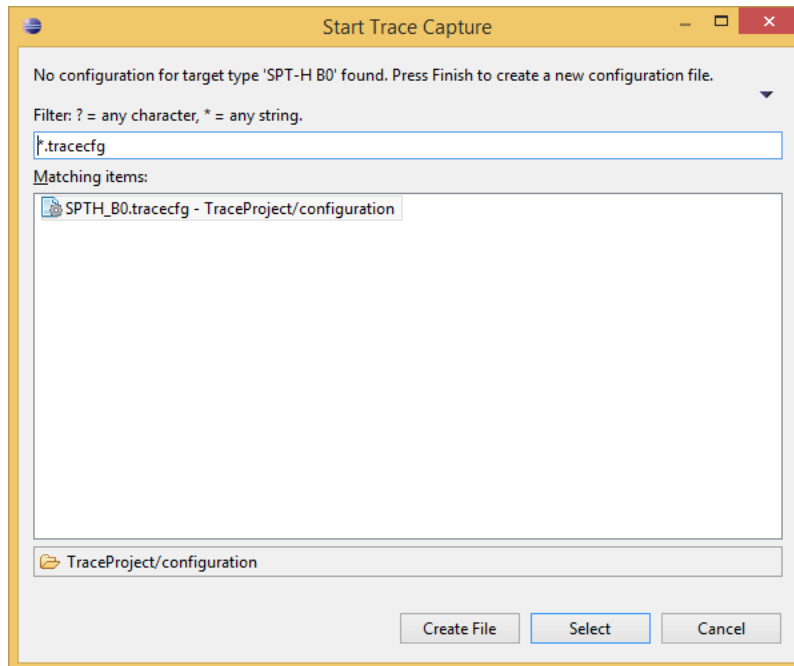 Start Trace Capture
No configuration for target type 'SPT-H B0' found. Press Finish to create a new configuration file.
Filter: ? = any character, * = any string.
*.tracecfg
Matching items:
SPTH_B0.tracecfg - TraceProject/configuration
TraceProject/configuration
Create File Select Cancel